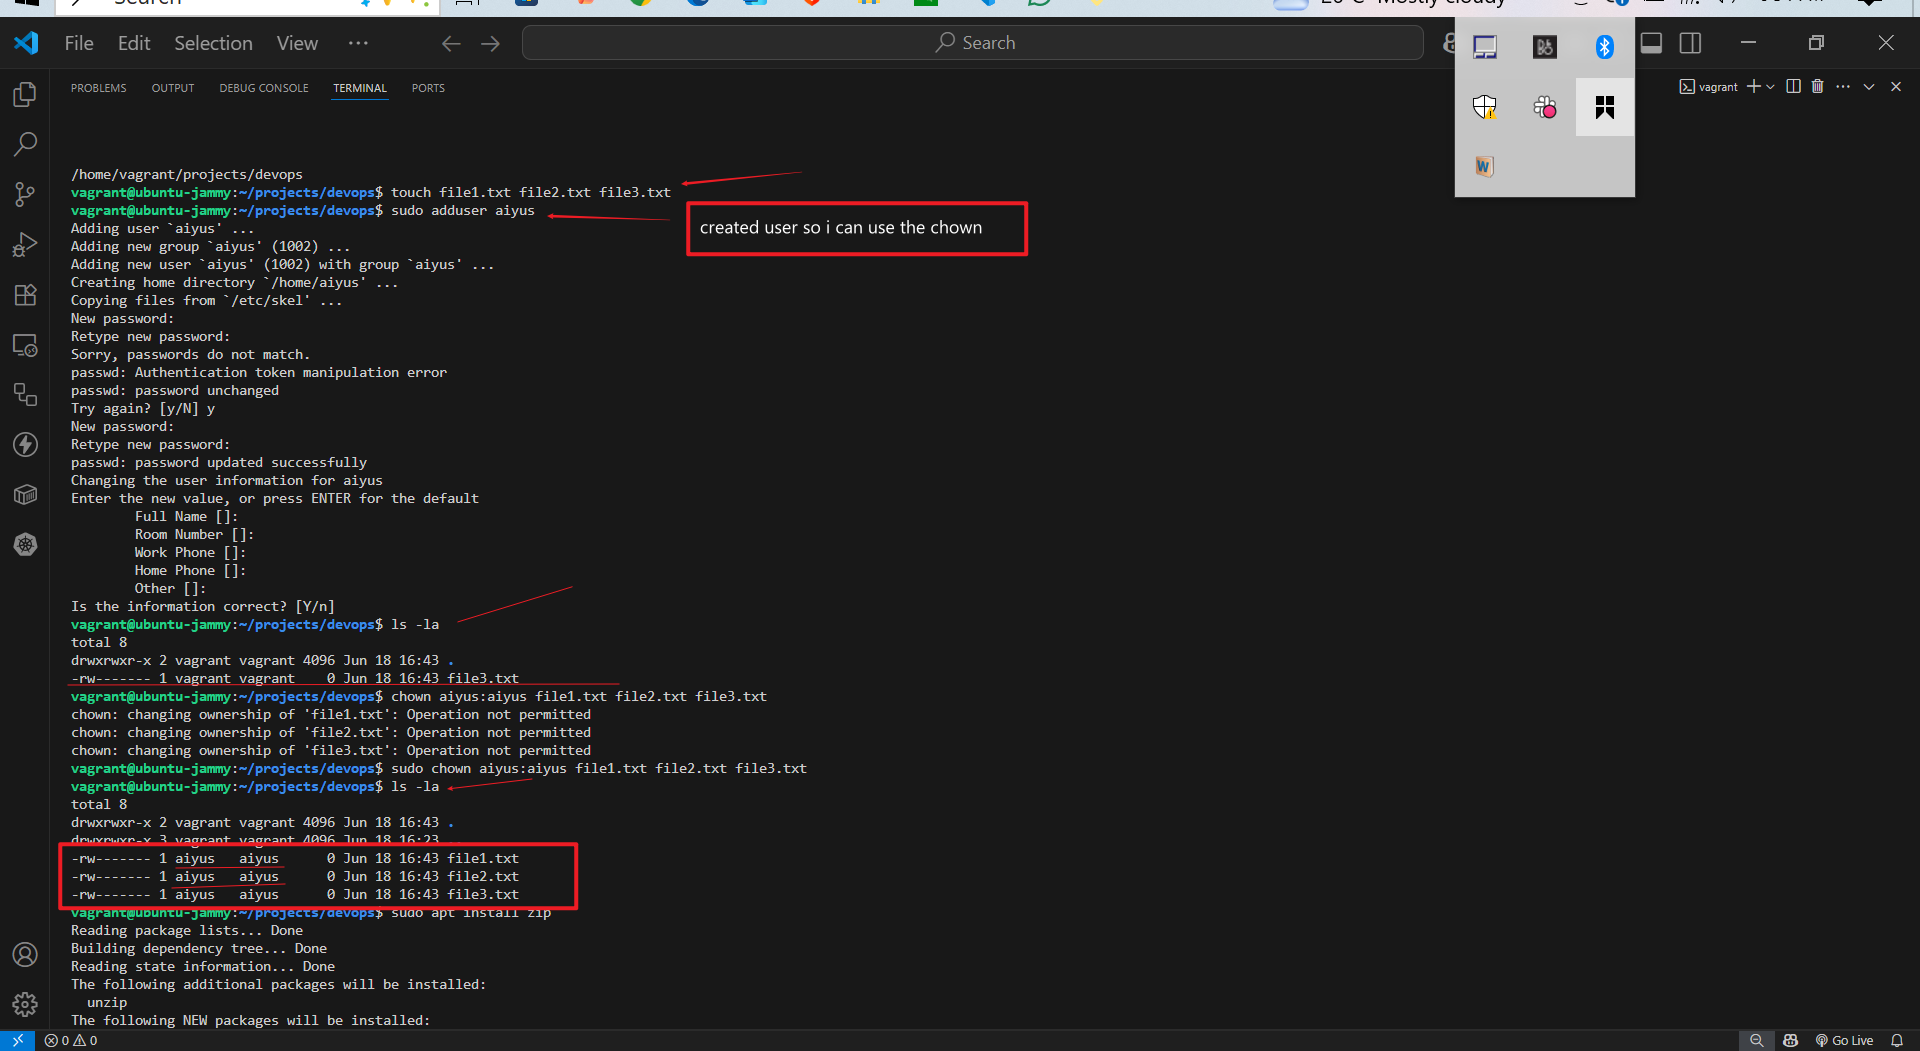 Search
File Edit Selection View ··· Search
PROBLEMS OUTPUT DEBUG CONSOLE TERMINAL PORTS vagrant
/home/vagrant/projects/devops
vagrant@ubuntu-jammy:~/projects/devops$ touch file1.txt file2.txt file3.txt
vagrant@ubuntu-jammy:~/projects/devops$ sudo adduser aiyus
created user so i can use the chown
Adding user `aiyus' ...
Adding new group `aiyus' (1002) ...
Adding new user `aiyus' (1002) with group `aiyus' ...
Creating home directory `/home/aiyus' ...
Copying files from `/etc/skel' ...
New password:
Retype new password:
Sorry, passwords do not match.
passwd: Authentication token manipulation error
passwd: password unchanged
Try again? [y/N] y
New password:
Retype new password:
passwd: password updated successfully
Changing the user information for aiyus
Enter the new value, or press ENTER for the default
Full Name []:
Room Number []:
Work Phone []:
Home Phone []:
Other []:
Is the information correct? [Y/n]
vagrant@ubuntu-jammy:~/projects/devops$ ls -la
total 8
drwxrwxr-x 2 vagrant vagrant 4096 Jun 18 16:43 .
-rw------- 1 vagrant vagrant    0 Jun 18 16:43 file3.txt
vagrant@ubuntu-jammy:~/projects/devops$ chown aiyus:aiyus file1.txt file2.txt file3.txt
chown: changing ownership of 'file1.txt': Operation not permitted
chown: changing ownership of 'file2.txt': Operation not permitted
chown: changing ownership of 'file3.txt': Operation not permitted
vagrant@ubuntu-jammy:~/projects/devops$ sudo chown aiyus:aiyus file1.txt file2.txt file3.txt
vagrant@ubuntu-jammy:~/projects/devops$ ls -la
total 8
drwxrwxr-x 2 vagrant vagrant 4096 Jun 18 16:43 .
drwxrwxr-x 3 vagrant vagrant 4096 Jun 18 16:23
-rw------- 1 aiyus   aiyus      0 Jun 18 16:43 file1.txt
-rw------- 1 aiyus   aiyus      0 Jun 18 16:43 file2.txt
-rw------- 1 aiyus   aiyus      0 Jun 18 16:43 file3.txt
vagrant@ubuntu-jammy:~/projects/devops$ sudo apt install zip
Reading package lists... Done
Building dependency tree... Done
Reading state information... Done
The following additional packages will be installed:
unzip
The following NEW packages will be installed:
0 0 Go Live